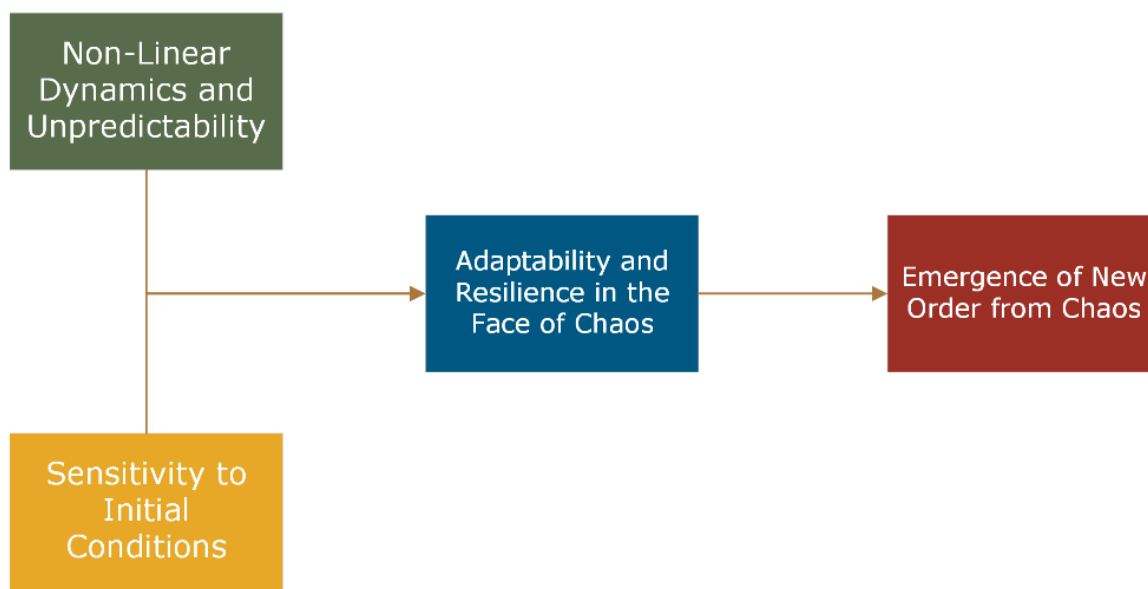 Non-Linear
Dynamics and
Unpredictability
Adaptability and
Resilience in the
Face of Chaos
Emergence of New
Order from Chaos
Sensitivity to
Initial
Conditions